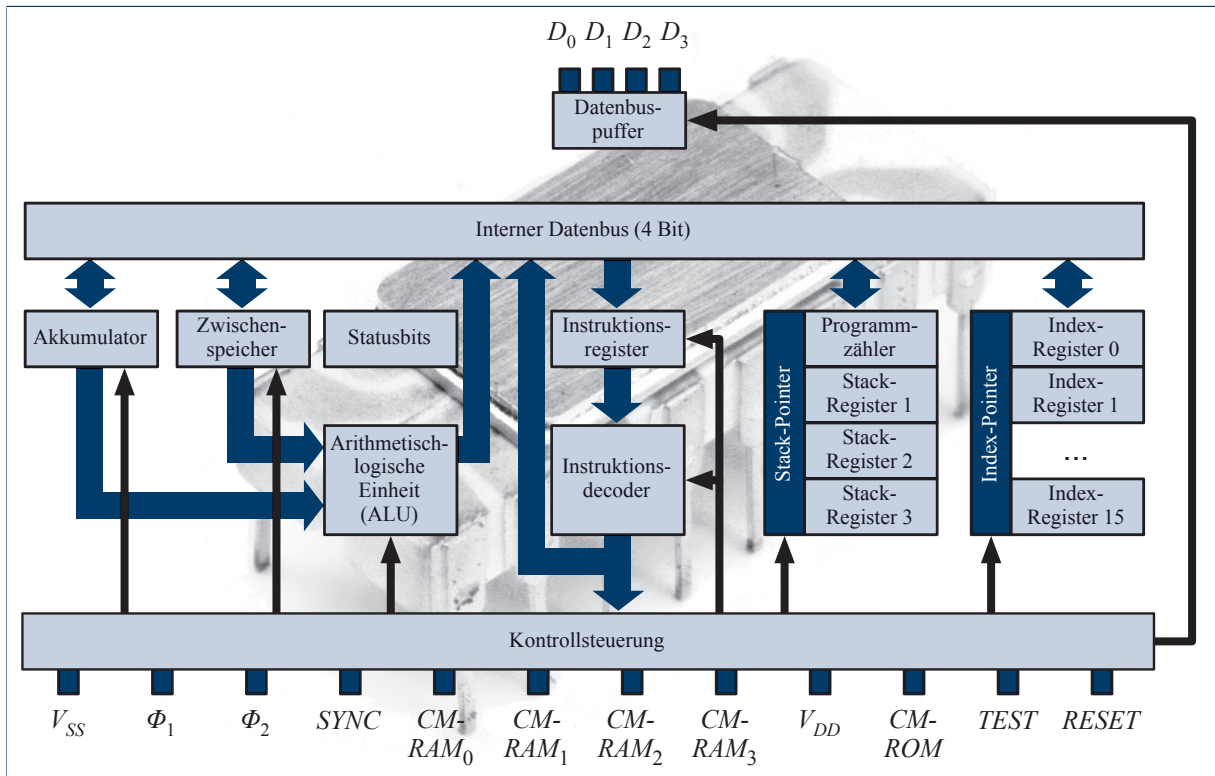 D0 D1 D2 D3
Datenbus-
puffer
Interner Datenbus (4 Bit)
Akkumulator
Zwischen-
speicher
Statusbits
Instruktions-
register
Programm-
zähler
Index-
Register 0
Stack-
Register 1
Index-
Register 1
Stack-Pointer
Index-Pointer
Arithmetisch-
logische
Einheit
(ALU)
Instruktions-
decoder
Stack-
Register 2
...
Stack-
Register 3
Index-
Register 15
Kontrollsteuerung
VSS
Φ1
Φ2
SYNC
CM-
RAM0
CM-
RAM1
CM-
RAM2
CM-
RAM3
VDD
CM-
ROM
TEST
RESET